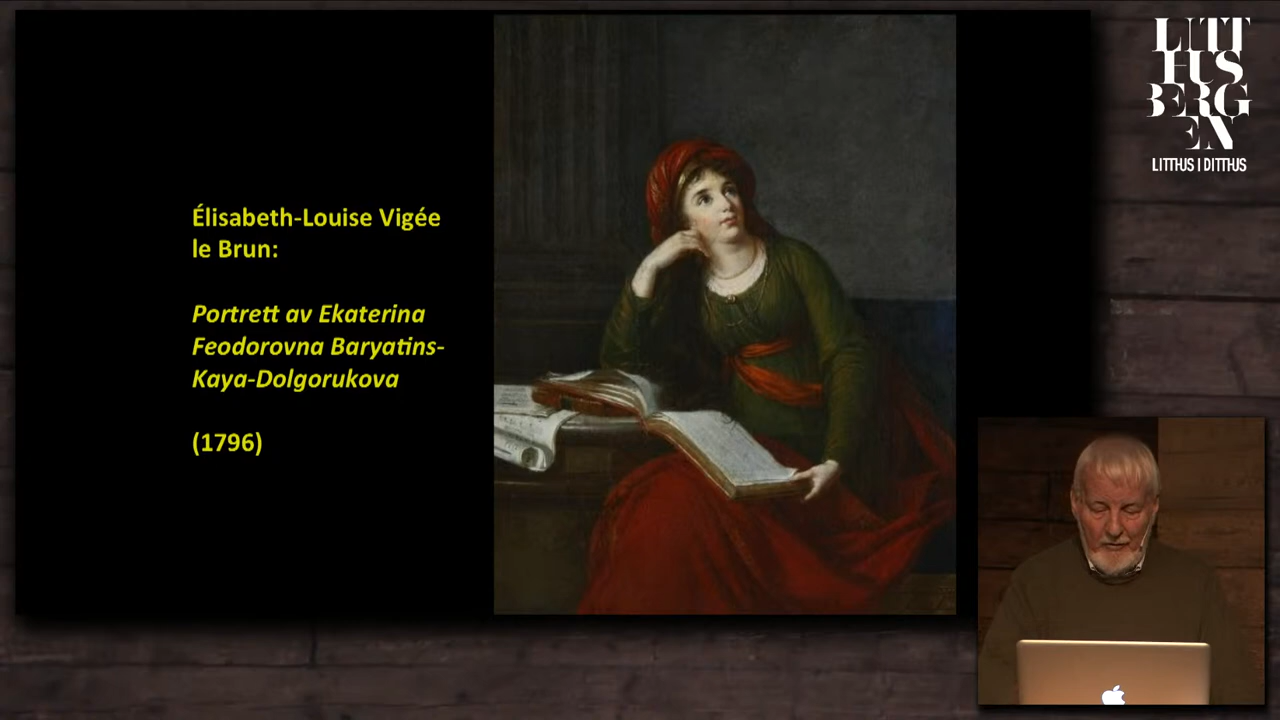 Élisabeth-Louise Vigée
le Brun:
Portrett av Ekaterina
Feodorovna Baryatins-
Kaya-Dolgorukova
(1796)
LITT
HUS
BERG
EN
LITTHUS I DITTHUS